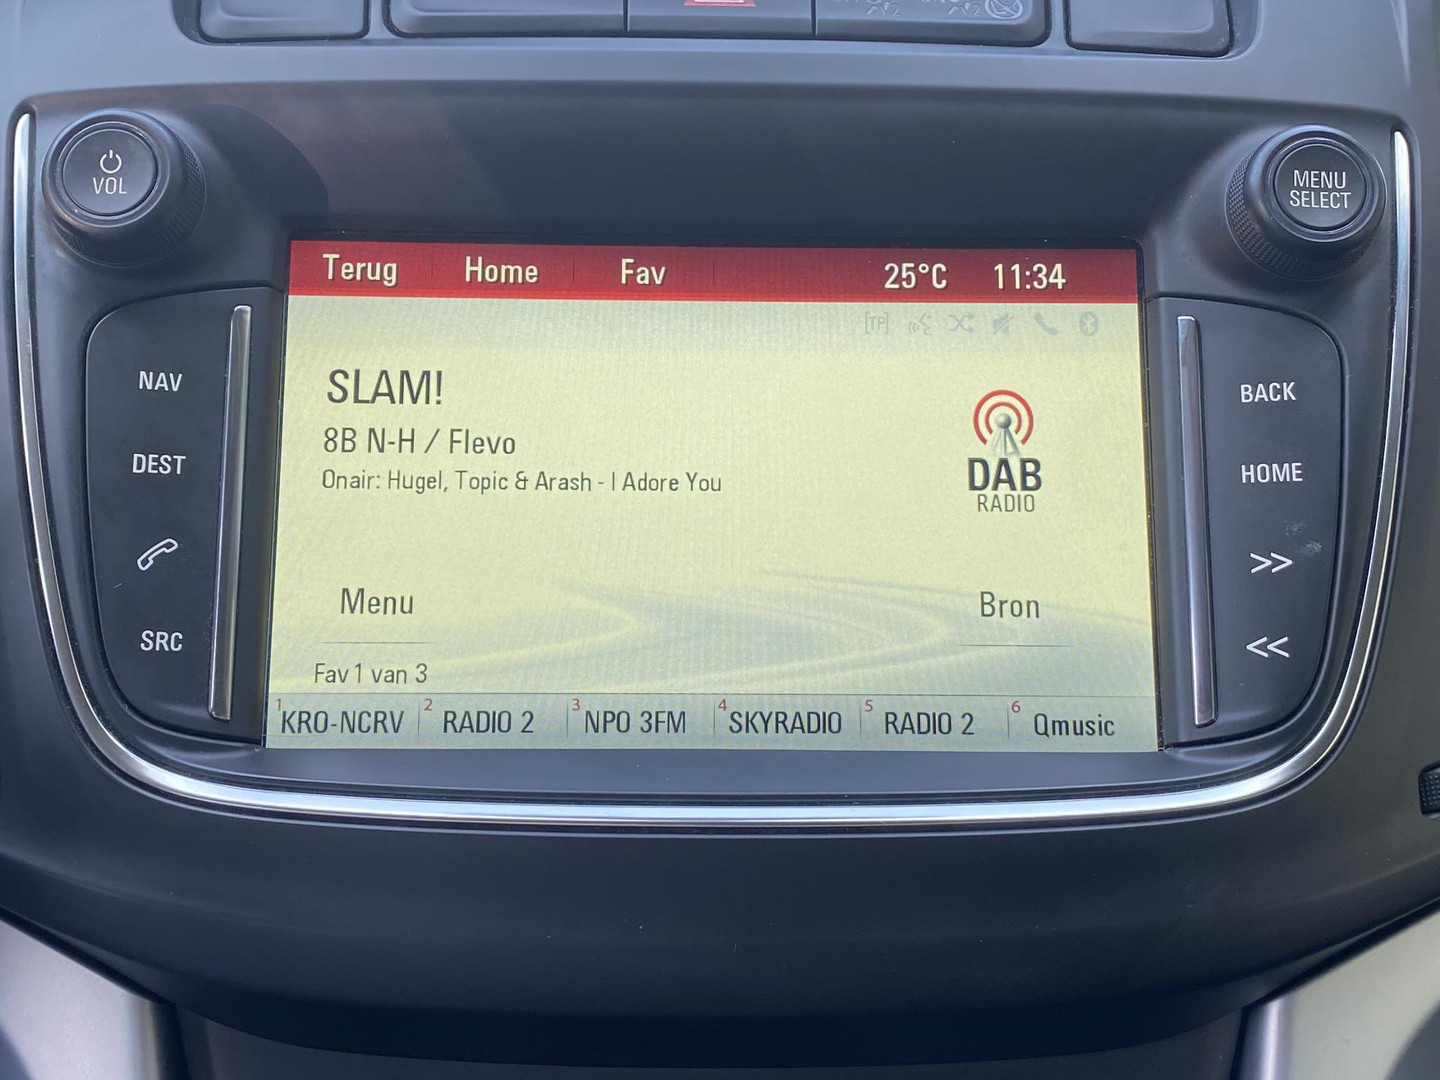 VOL
MENU
SELECT
Terug Home Fav 25°C 11:34
[TP]
SLAM!
8B N-H / Flevo
Onair: Hugel, Topic & Arash - I Adore You
DAB
RADIO
Menu Bron
Fav 1 van 3
1 KRO-NCRV 2 RADIO 2 3 NPO 3FM 4 SKYRADIO 5 RADIO 2 6 Qmusic
NAV
DEST
SRC
BACK
HOME
>>
<<